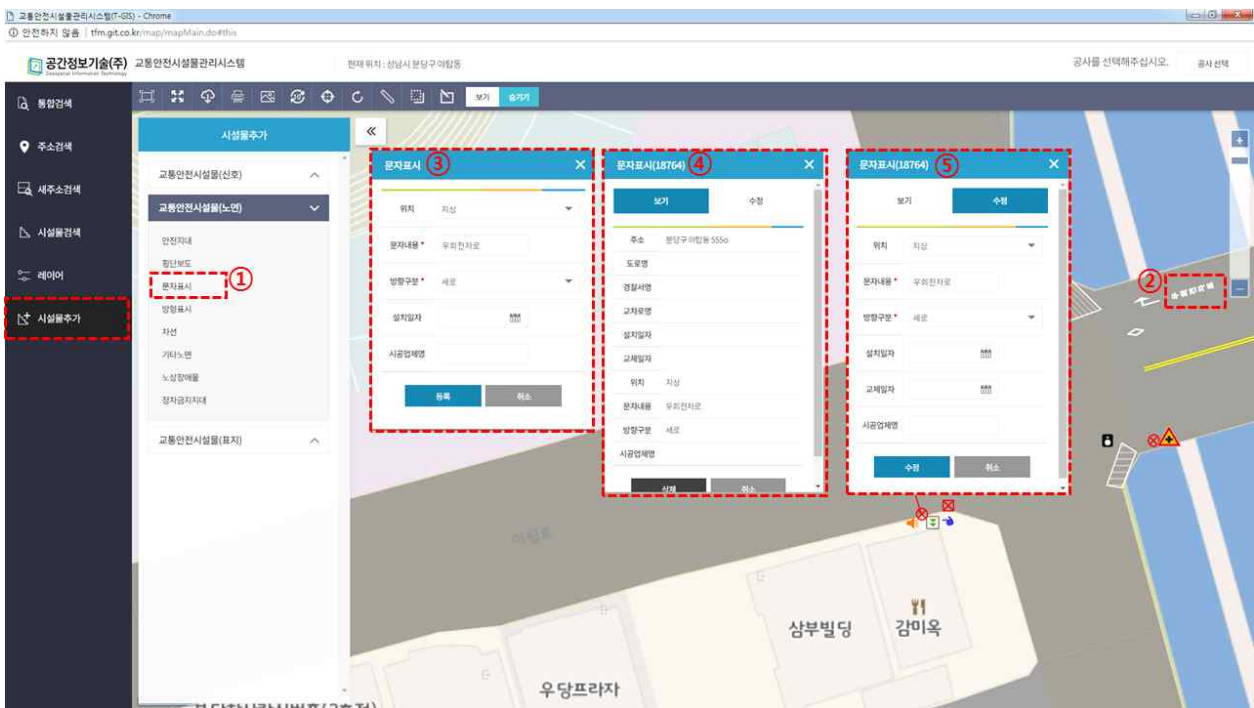 교통안전시설물관리시스템(T-GIS) - Chrome
안전하지 않음 | tfm.git.co.kr/map/mapMain.do#this
공간정보기술(주) 교통안전시설물관리시스템
Geospatial Information Technology
현재 위치 : 성남시 분당구 야탑동
공사를 선택해주십시오. 공사 선택
통합검색
주소검색
새주소검색
시설물검색
레이어
시설물추가
보기 숨기기
시설물추가
교통안전시설물(신호)
교통안전시설물(노면)
안전지대
횡단보도
문자표시 ①
방향표시
차선
기타노면
노상장애물
정차금지지대
교통안전시설물(표지)
문자표시 ③
위치 지상
문자내용 * 우회전차로
방향구분 * 세로
설치일자
시공업체명
등록 취소
문자표시(18764) ④
보기 수정
주소 분당구 야탑동 555o
도로명
경찰서명
교차로명
설치일자
교체일자
위치 지상
문자내용 우회전차로
방향구분 세로
시공업체명
삭제 취소
문자표시(18764) ⑤
보기 수정
위치 지상
문자내용 * 우회전차로
방향구분 * 세로
설치일자
교체일자
시공업체명
수정 취소
② 우회전차로
야탑로
삼부빌딩
감미옥
우당프라자